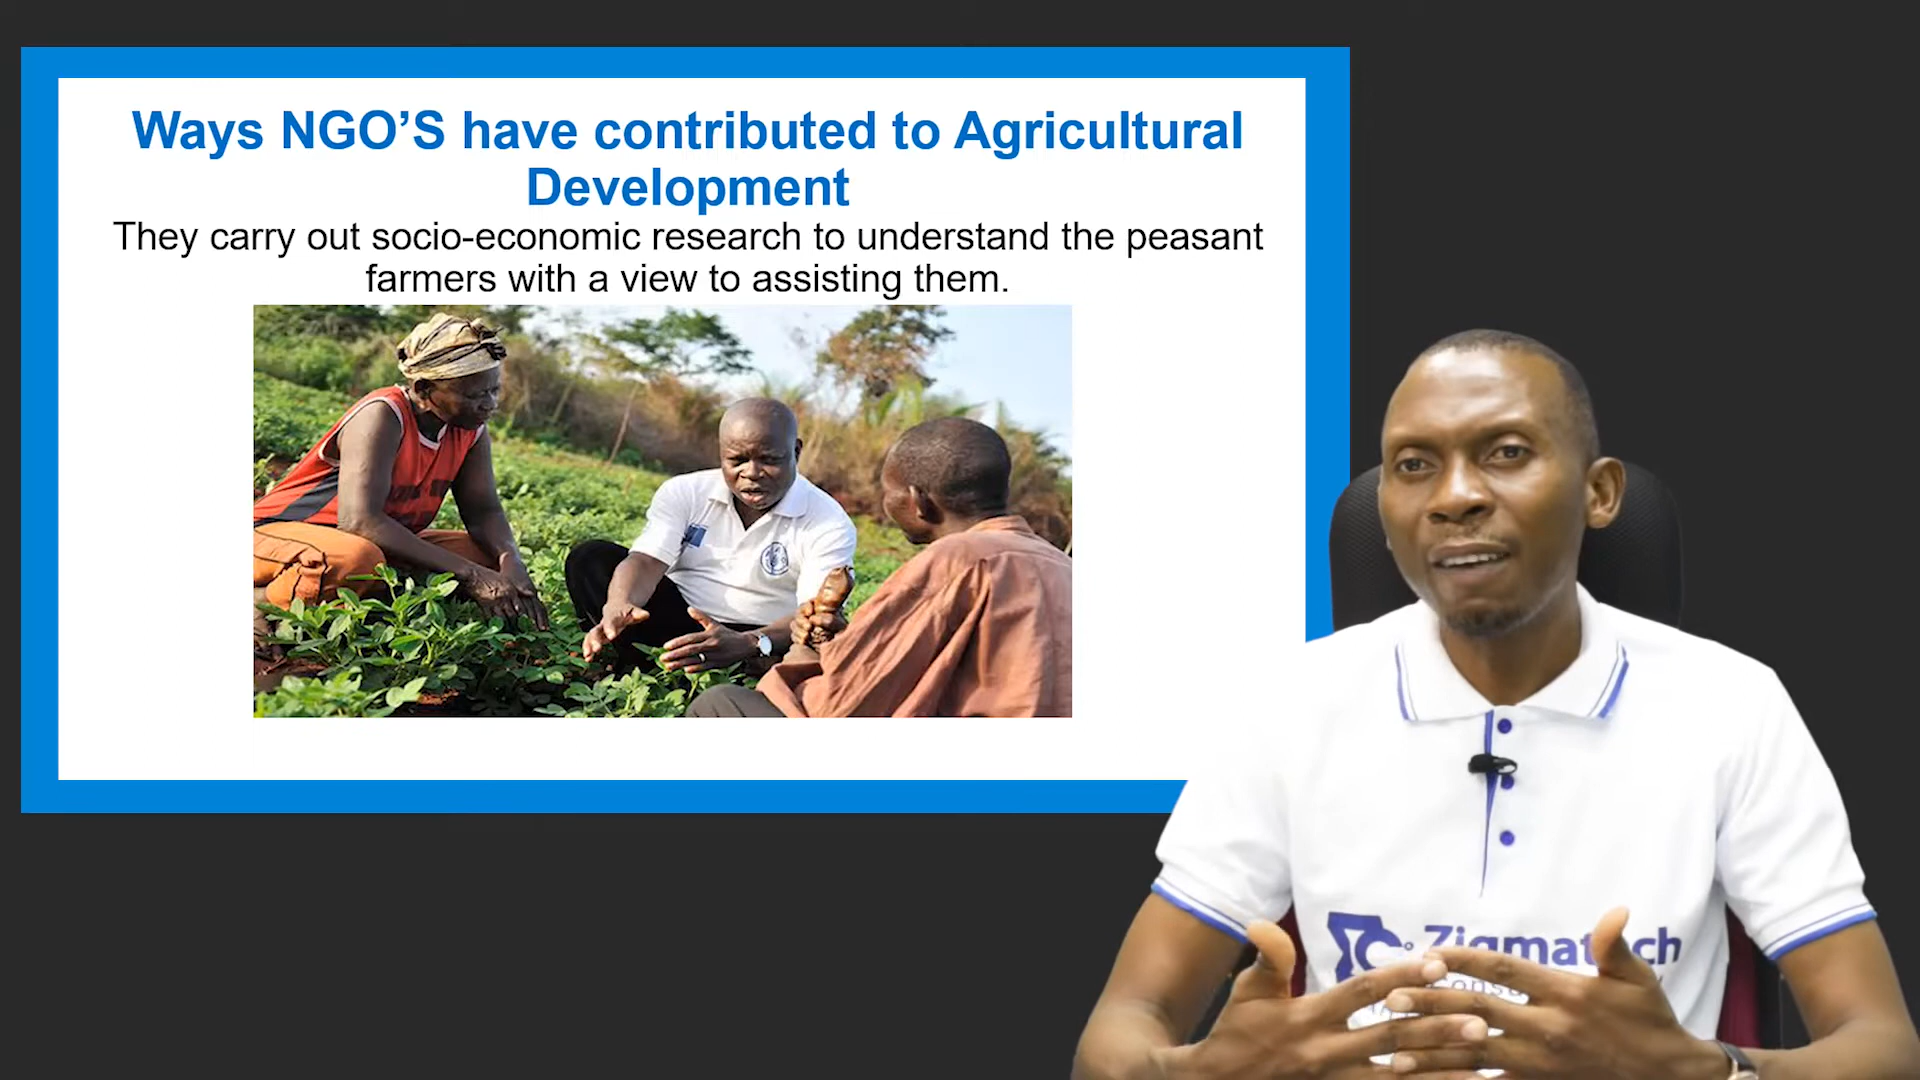 Ways NGO’S have contributed to Agricultural
Development
They carry out socio-economic research to understand the peasant
farmers with a view to assisting them.